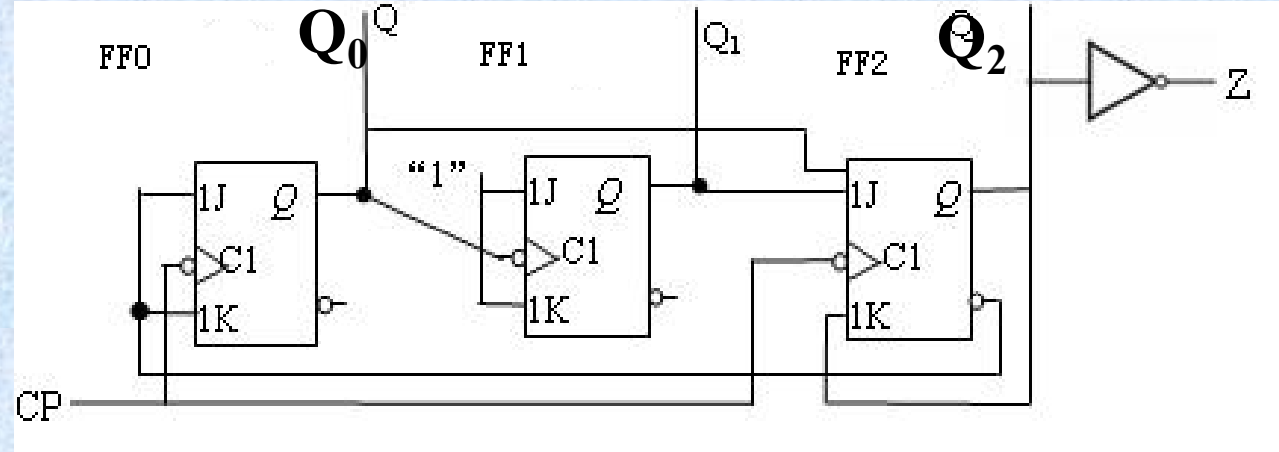 FF0
Q₀
Q
FF1
Q₁
FF2
Q
Q₂
Z
1J
Q
C1
1K
“1”
1J
Q
C1
1K
1J
Q
C1
1K
CP